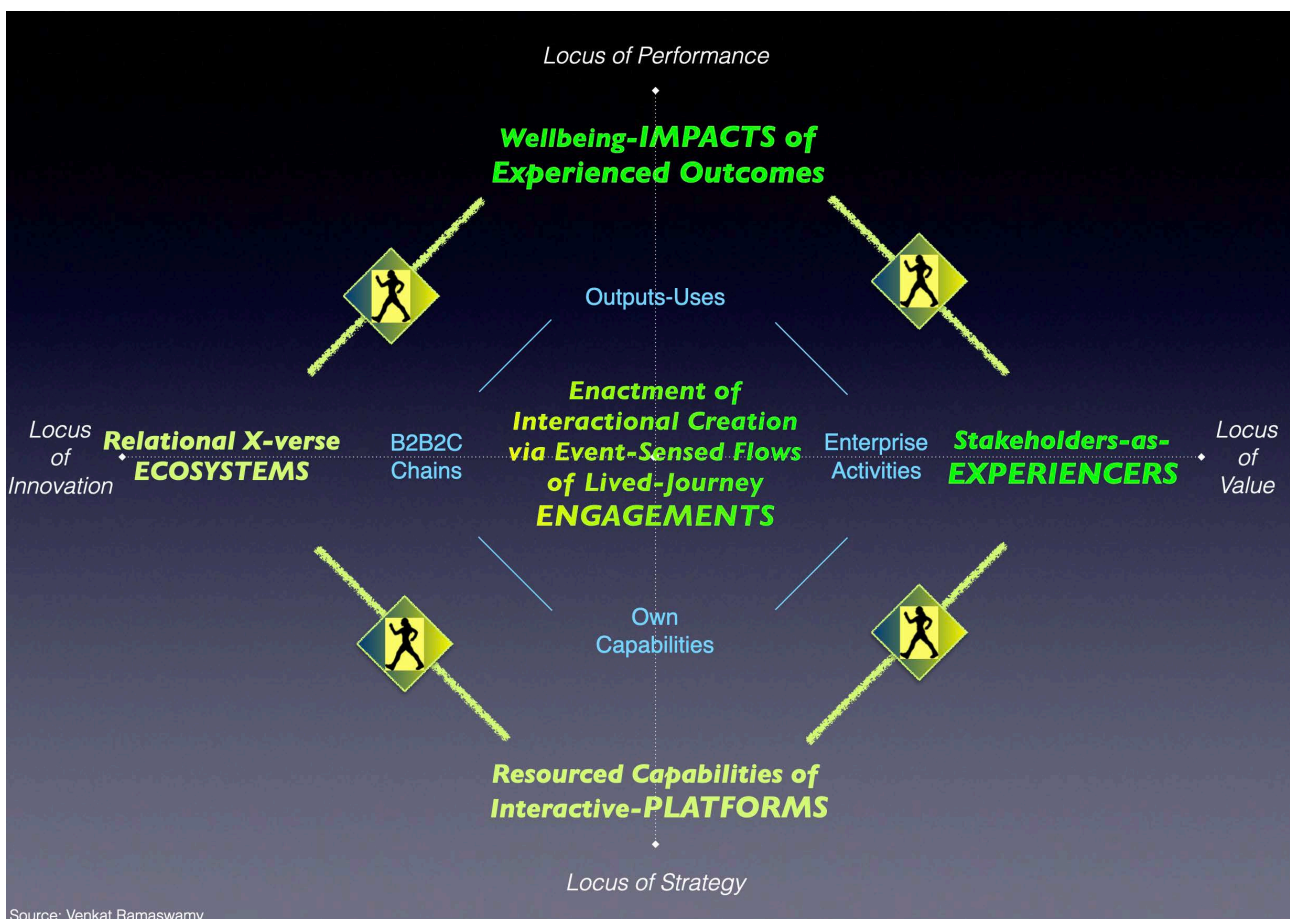 Locus of Performance
Wellbeing-IMPACTS of
Experienced Outcomes
Outputs-Uses
Locus
of
Innovation
Relational X-verse
ECOSYSTEMS
B2B2C
Chains
Enactment of
Interactional Creation
via Event-Sensed Flows
of Lived-Journey
ENGAGEMENTS
Enterprise
Activities
Stakeholders-as-
EXPERIENCERS
Locus
of
Value
Own
Capabilities
Resourced Capabilities of
Interactive-PLATFORMS
Locus of Strategy
Source: Venkat Ramaswamy